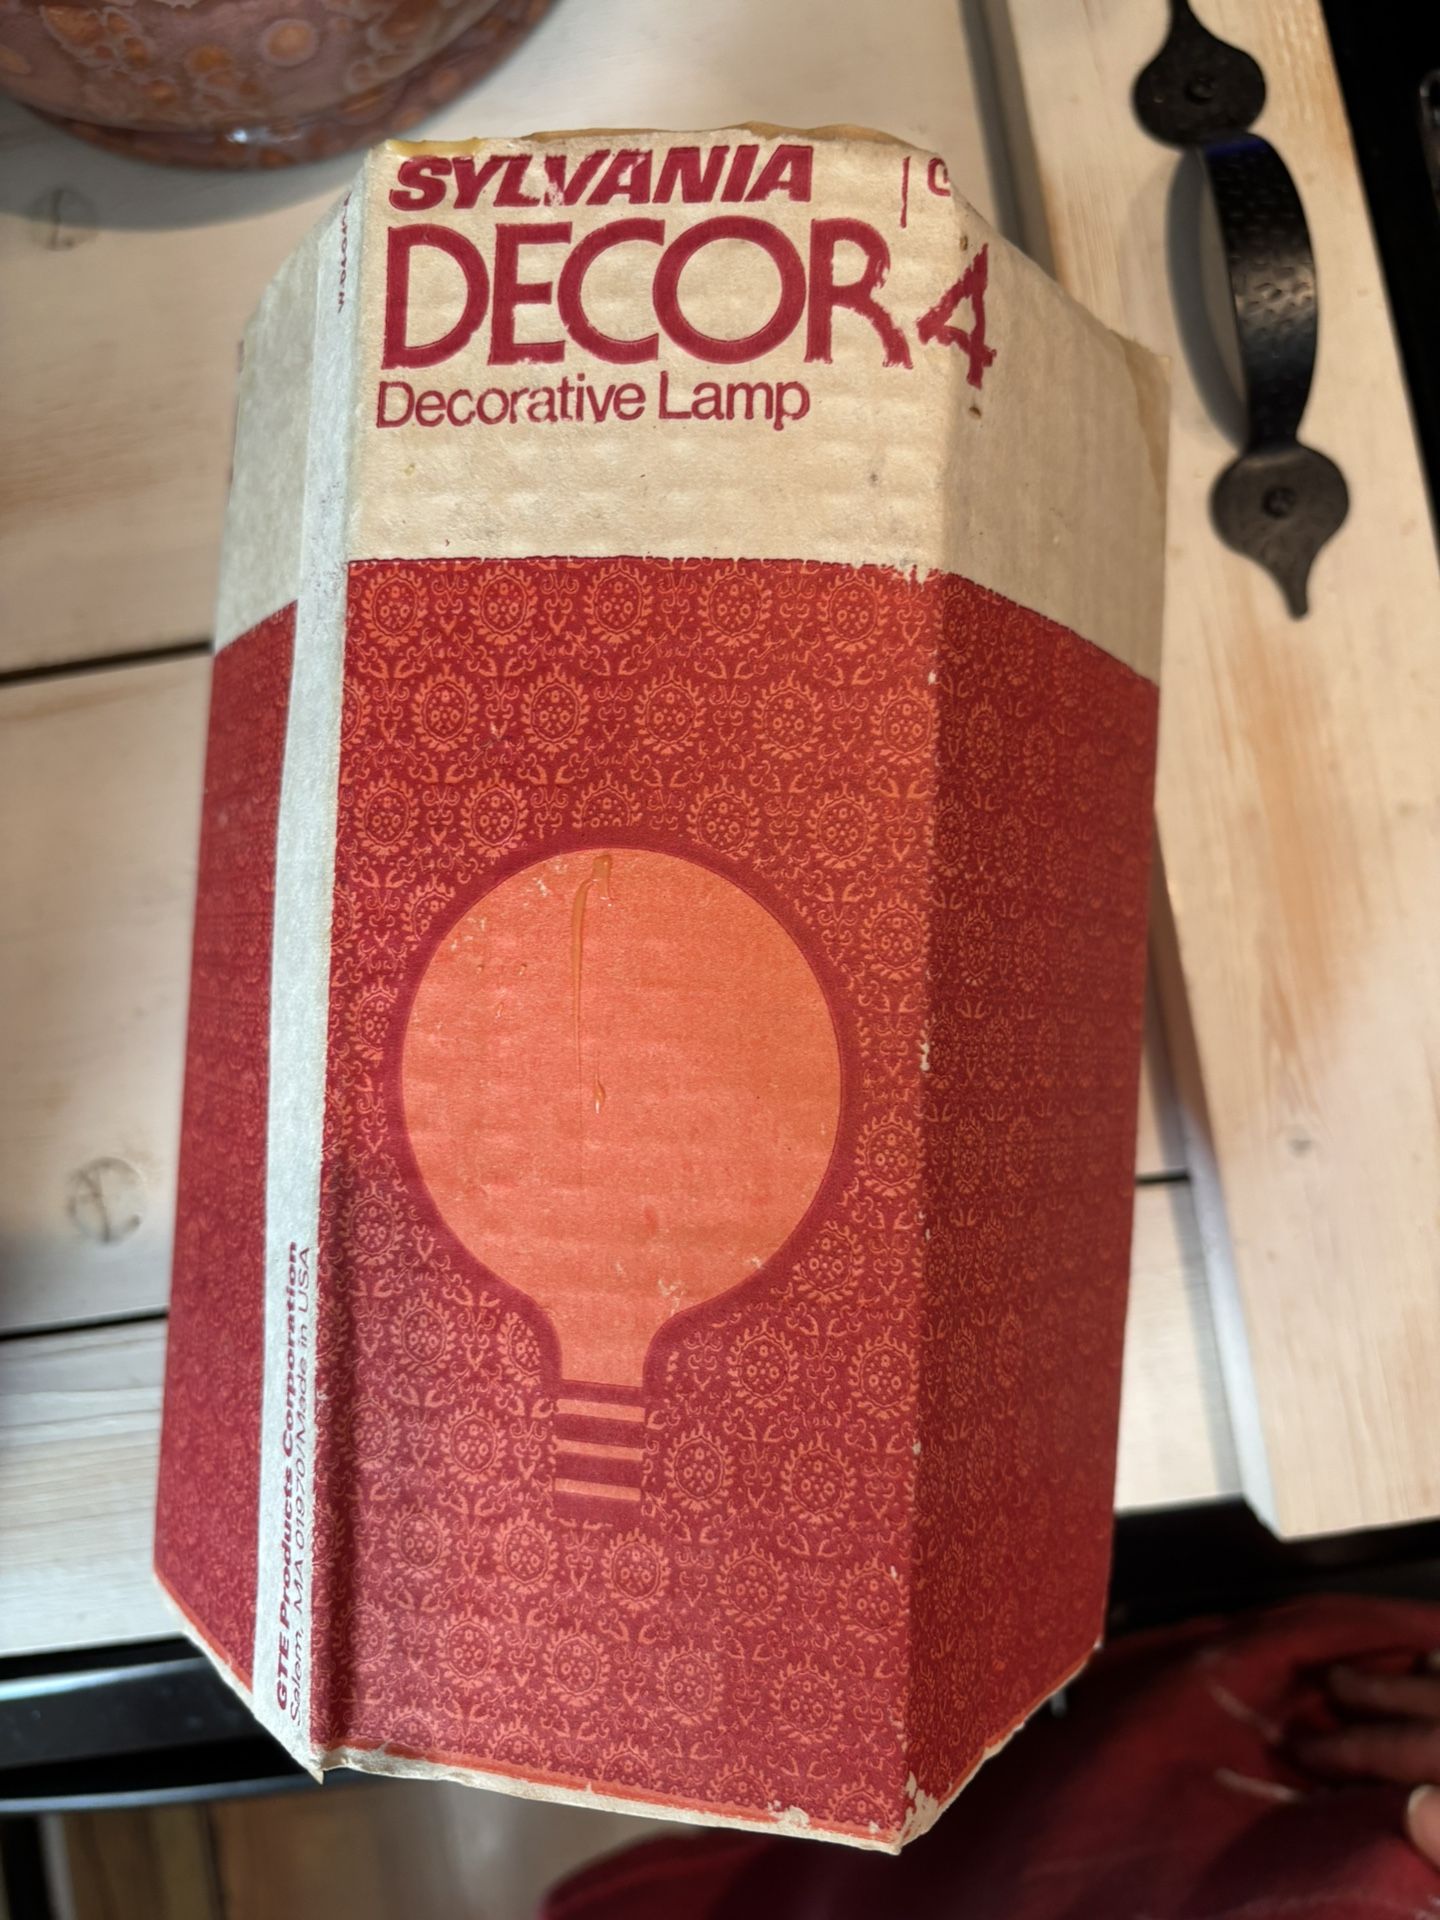 SYLVANIA
DECOR 4
Decorative Lamp
GTE Products Corporation
Salem, MA 01970/Made in USA